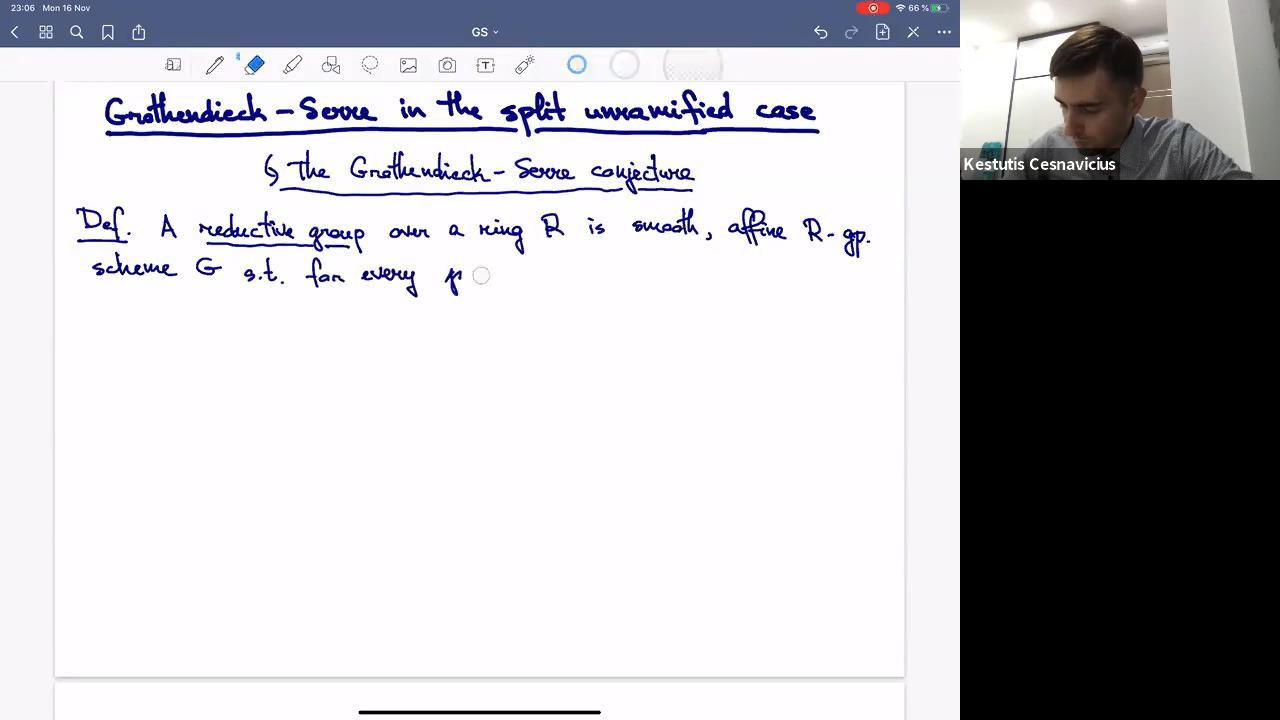 23:06 Mon 16 Nov
66 %
GS
Grothendieck – Serre in the split unramified case
§ The Grothendieck – Serre conjecture
Def. A reductive group over a ring R is smooth, affine R-gp.
scheme G s.t. for every p
Kestutis Cesnavicius